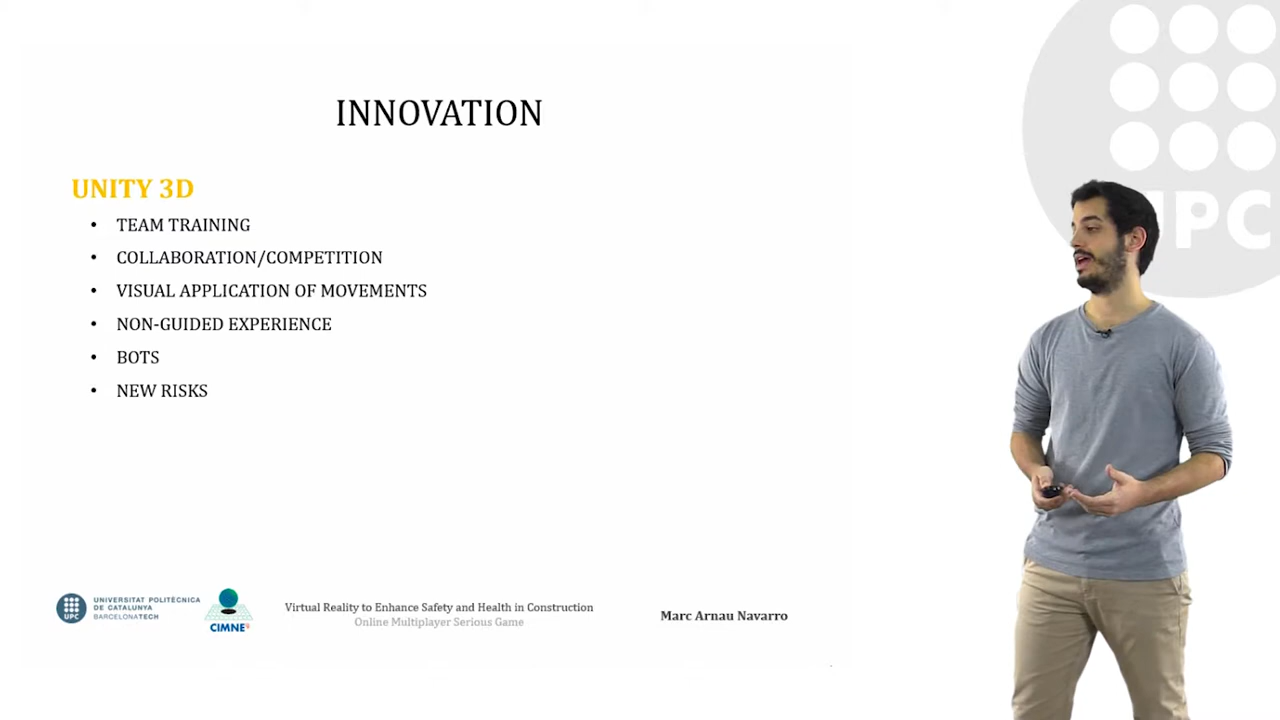 INNOVATION
UNITY 3D
• TEAM TRAINING
• COLLABORATION/COMPETITION
• VISUAL APPLICATION OF MOVEMENTS
• NON-GUIDED EXPERIENCE
• BOTS
• NEW RISKS
UPC
UNIVERSITAT POLITÈCNICA
DE CATALUNYA
BARCELONATECH
UPC
CIMNE
Virtual Reality to Enhance Safety and Health in Construction
Online Multiplayer Serious Game
Marc Arnau Navarro